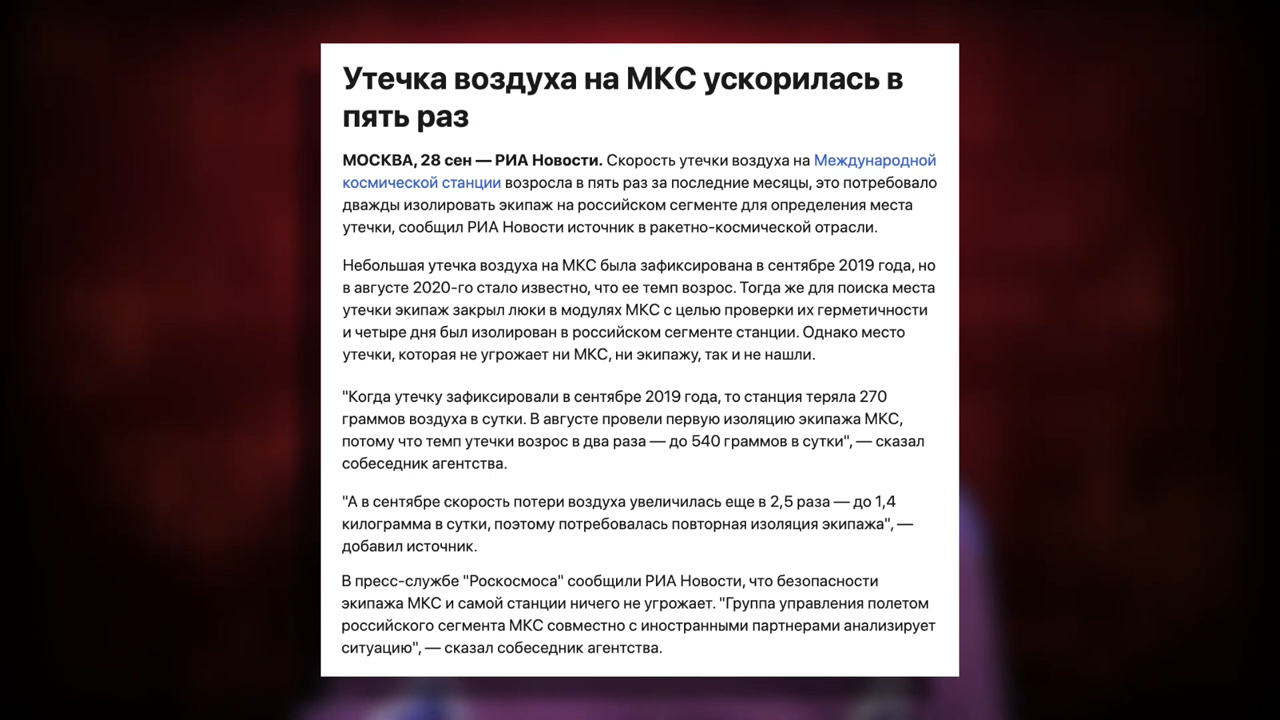 Утечка воздуха на МКС ускорилась в
пять раз
МОСКВА, 28 сен — РИА Новости. Скорость утечки воздуха на Международной
космической станции возросла в пять раз за последние месяцы, это потребовало
дважды изолировать экипаж на российском сегменте для определения места
утечки, сообщил РИА Новости источник в ракетно-космической отрасли.
Небольшая утечка воздуха на МКС была зафиксирована в сентябре 2019 года, но
в августе 2020-го стало известно, что ее темп возрос. Тогда же для поиска места
утечки экипаж закрыл люки в модулях МКС с целью проверки их герметичности
и четыре дня был изолирован в российском сегменте станции. Однако место
утечки, которая не угрожает ни МКС, ни экипажу, так и не нашли.
"Когда утечку зафиксировали в сентябре 2019 года, то станция теряла 270
граммов воздуха в сутки. В августе провели первую изоляцию экипажа МКС,
потому что темп утечки возрос в два раза — до 540 граммов в сутки", — сказал
собеседник агентства.
"А в сентябре скорость потери воздуха увеличилась еще в 2,5 раза — до 1,4
килограмма в сутки, поэтому потребовалась повторная изоляция экипажа", —
добавил источник.
В пресс-службе "Роскосмоса" сообщили РИА Новости, что безопасности
экипажа МКС и самой станции ничего не угрожает. "Группа управления полетом
российского сегмента МКС совместно с иностранными партнерами анализирует
ситуацию", — сказал собеседник агентства.